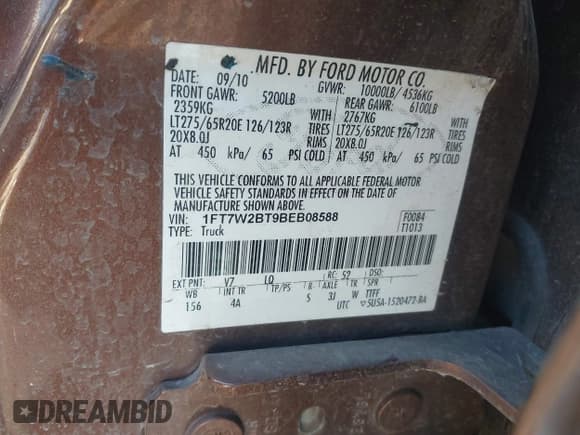 MFD. BY FORD MOTOR CO.
DATE: 09/10 GVWR: 10000LB/4536KG
FRONT GAWR: 5200LB REAR GAWR: 6100LB
2359KG WITH 2767KG WITH
LT275/65R20E 126/123R TIRES LT275/65R20E 126/123R TIRES
20X8.0J RIMS 20X8.0J RIMS
AT 450 kPa/ 65 PSI COLD AT 450 kPa/ 65 PSI COLD
THIS VEHICLE CONFORMS TO ALL APPLICABLE FEDERAL MOTOR
VEHICLE SAFETY STANDARDS IN EFFECT ON THE DATE OF
MANUFACTURE SHOWN ABOVE.
VIN: 1FT7W2BT9BEB08588 F0084
TYPE: Truck T1013
EXT PNT: V7 LQ RC: 52 DSO:
WB INT TR TP/PS R AXLE TR SPR
156 4A 5 3J W TTFF
UTC ▽5USA-1520472-BA
DREAMBID